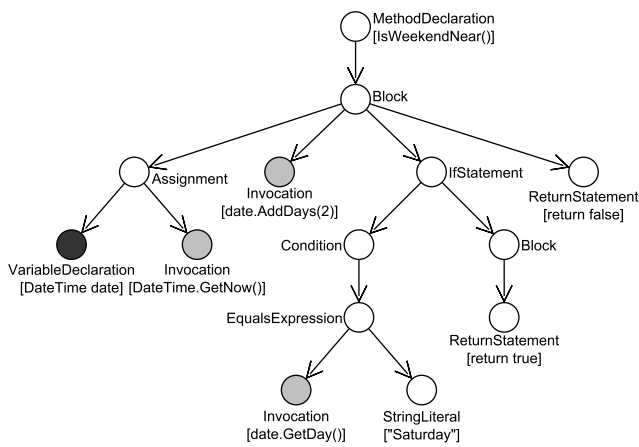 MethodDeclaration
[IsWeekendNear()]
Block
Assignment
Invocation
[date.AddDays(2)]
IfStatement
ReturnStatement
[return false]
VariableDeclaration
[DateTime date]
Invocation
[DateTime.GetNow()]
Condition
Block
EqualsExpression
ReturnStatement
[return true]
Invocation
[date.GetDay()]
StringLiteral
["Saturday"]